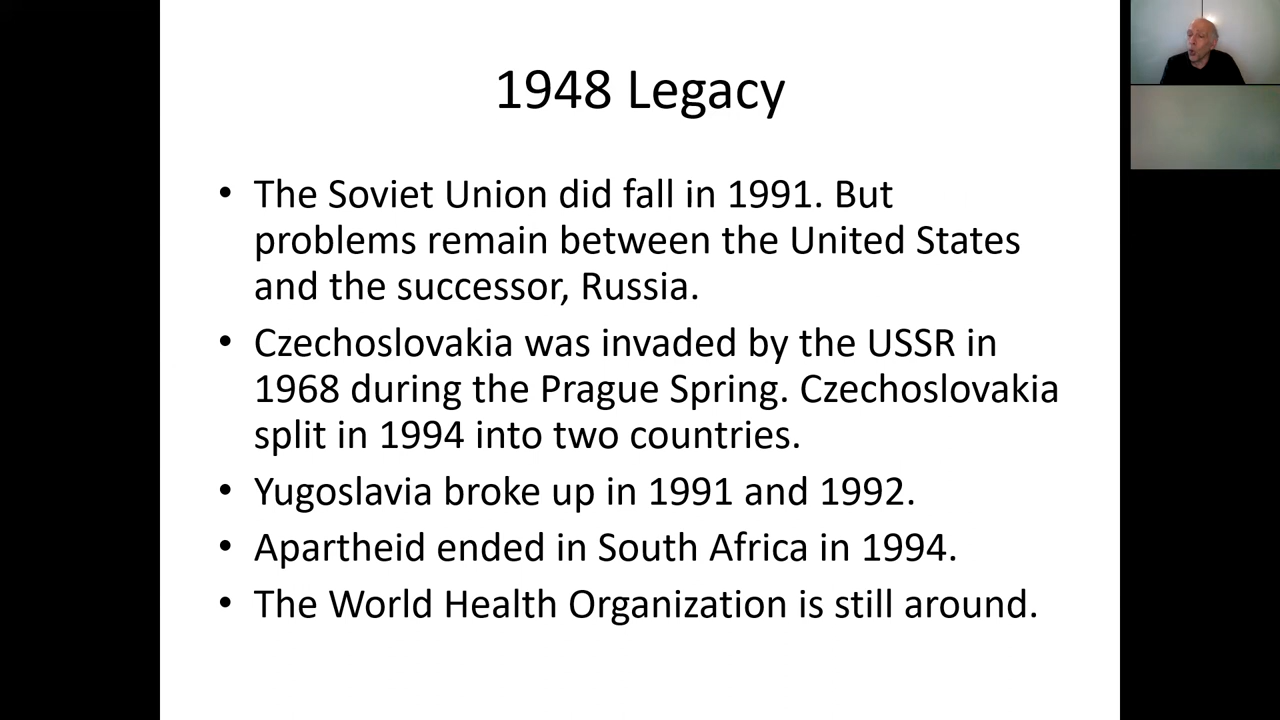 1948 Legacy
• The Soviet Union did fall in 1991. But
problems remain between the United States
and the successor, Russia.
• Czechoslovakia was invaded by the USSR in
1968 during the Prague Spring. Czechoslovakia
split in 1994 into two countries.
• Yugoslavia broke up in 1991 and 1992.
• Apartheid ended in South Africa in 1994.
• The World Health Organization is still around.